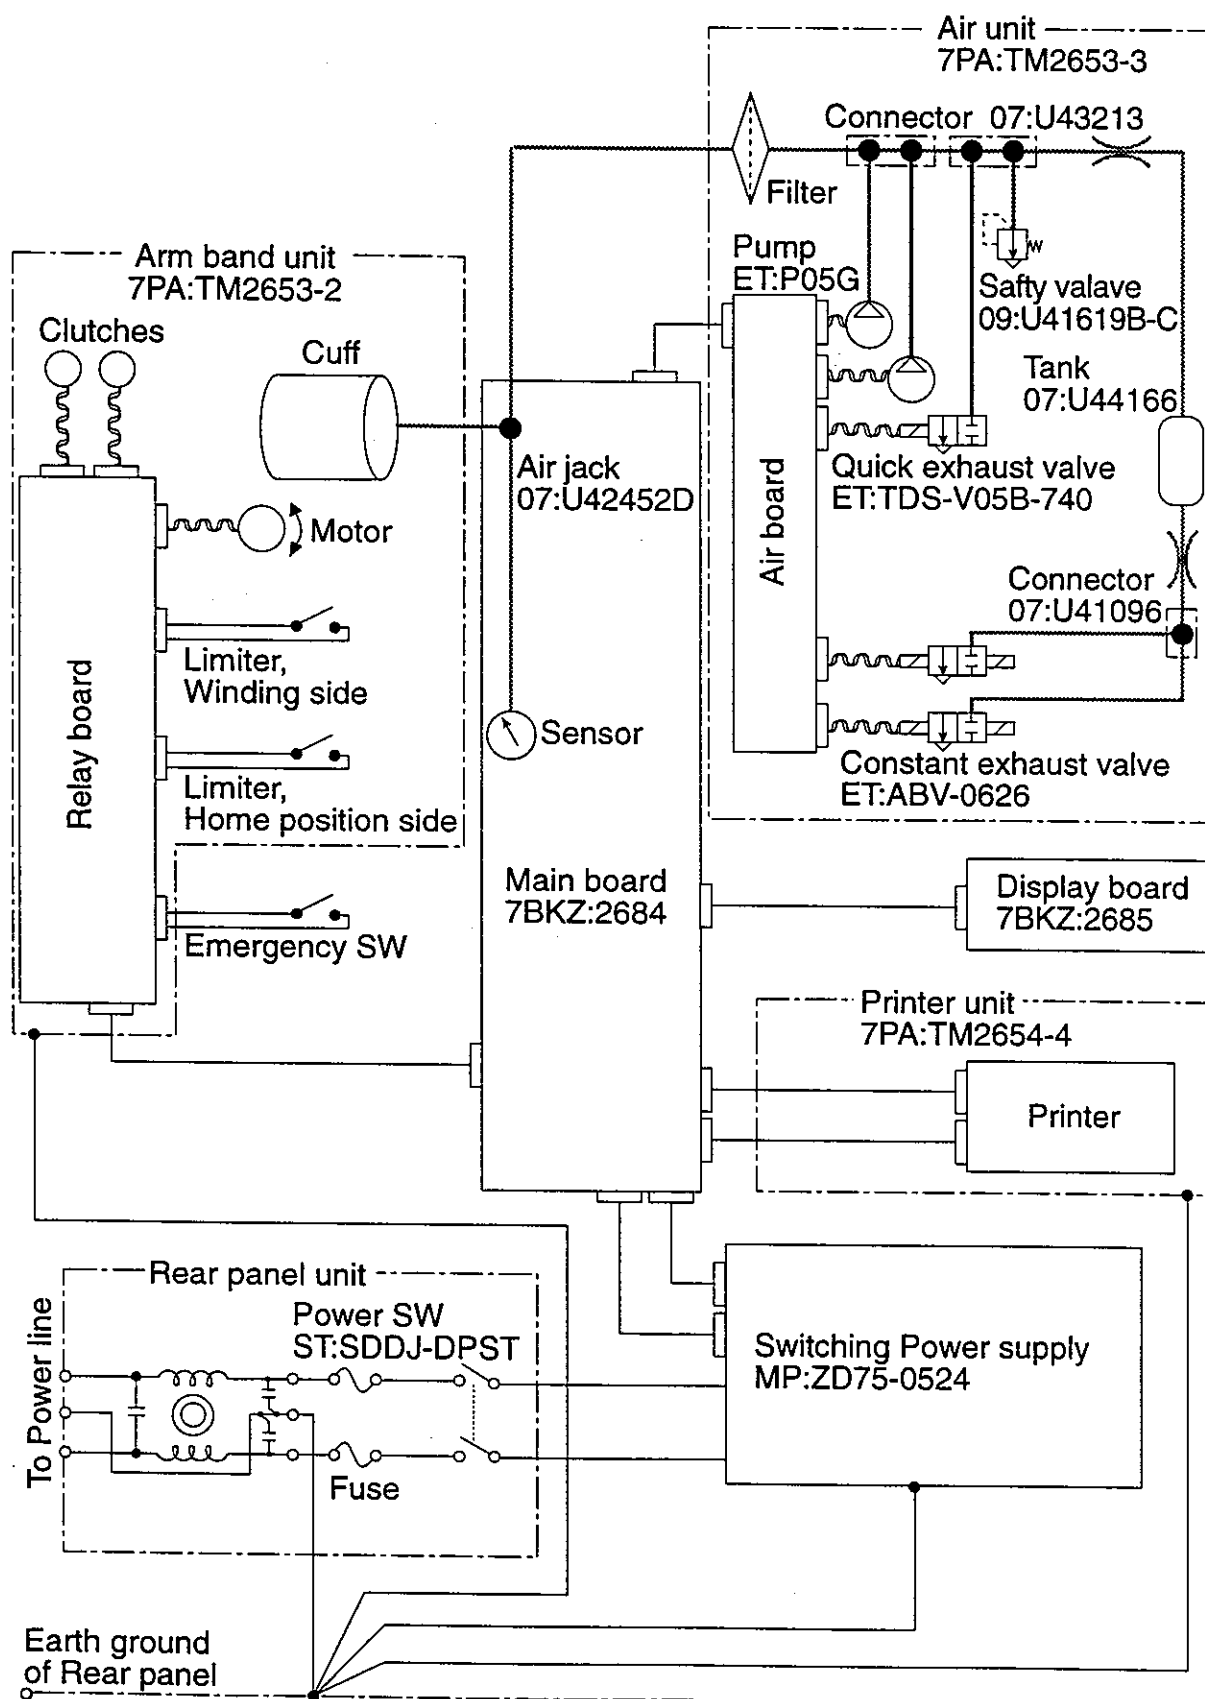 Air unit
7PA:TM2653-3
Connector 07:U43213
Filter
Pump
ET:P05G
Safty valave
09:U41619B-C
Tank
07:U44166
Arm band unit
7PA:TM2653-2
Clutches
Cuff
Air jack
07:U42452D
Quick exhaust valve
ET:TDS-V05B-740
Air board
Motor
Connector
07:U41096
Limiter,
Winding side
Relay board
Sensor
Limiter,
Home position side
Constant exhaust valve
ET:ABV-0626
Main board
7BKZ:2684
Display board
7BKZ:2685
Emergency SW
Printer unit
7PA:TM2654-4
Printer
Rear panel unit
Power SW
ST:SDDJ-DPST
To Power line
Switching Power supply
MP:ZD75-0524
Fuse
Earth ground
of Rear panel